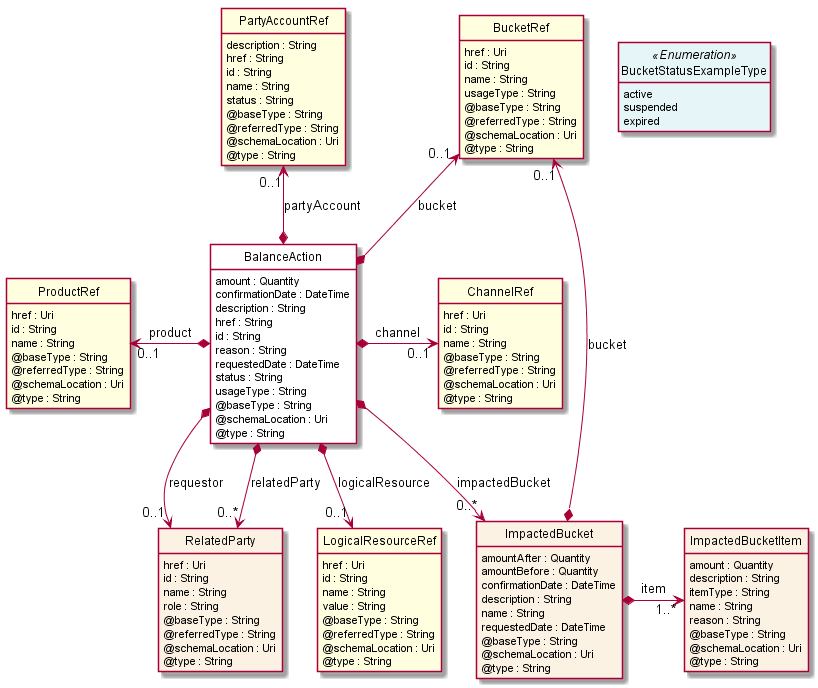 PartyAccountRef
description : String
href : String
id : String
name : String
status : String
@baseType : String
@referredType : String
@schemaLocation : Uri
@type : String
BucketRef
href : Uri
id : String
name : String
usageType : String
@baseType : String
@referredType : String
@schemaLocation : Uri
@type : String
«Enumeration»
BucketStatusExampleType
active
suspended
expired
0..1
partyAccount
0..1
bucket
0..1
bucket
BalanceAction
amount : Quantity
confirmationDate : DateTime
description : String
href : String
id : String
reason : String
requestedDate : DateTime
status : String
usageType : String
@baseType : String
@schemaLocation : Uri
@type : String
ProductRef
href : Uri
id : String
name : String
@baseType : String
@referredType : String
@schemaLocation : Uri
@type : String
product
0..1
channel
0..1
ChannelRef
href : Uri
id : String
name : String
@baseType : String
@referredType : String
@schemaLocation : Uri
@type : String
requestor
0..1
relatedParty
0..*
logicalResource
0..1
impactedBucket
0..*
RelatedParty
href : Uri
id : String
name : String
role : String
@baseType : String
@referredType : String
@schemaLocation : Uri
@type : String
LogicalResourceRef
href : Uri
id : String
name : String
value : String
@baseType : String
@referredType : String
@schemaLocation : Uri
@type : String
ImpactedBucket
amountAfter : Quantity
amountBefore : Quantity
confirmationDate : DateTime
description : String
name : String
requestedDate : DateTime
@baseType : String
@schemaLocation : Uri
@type : String
item
1..*
ImpactedBucketItem
amount : Quantity
description : String
itemType : String
name : String
reason : String
@baseType : String
@schemaLocation : Uri
@type : String